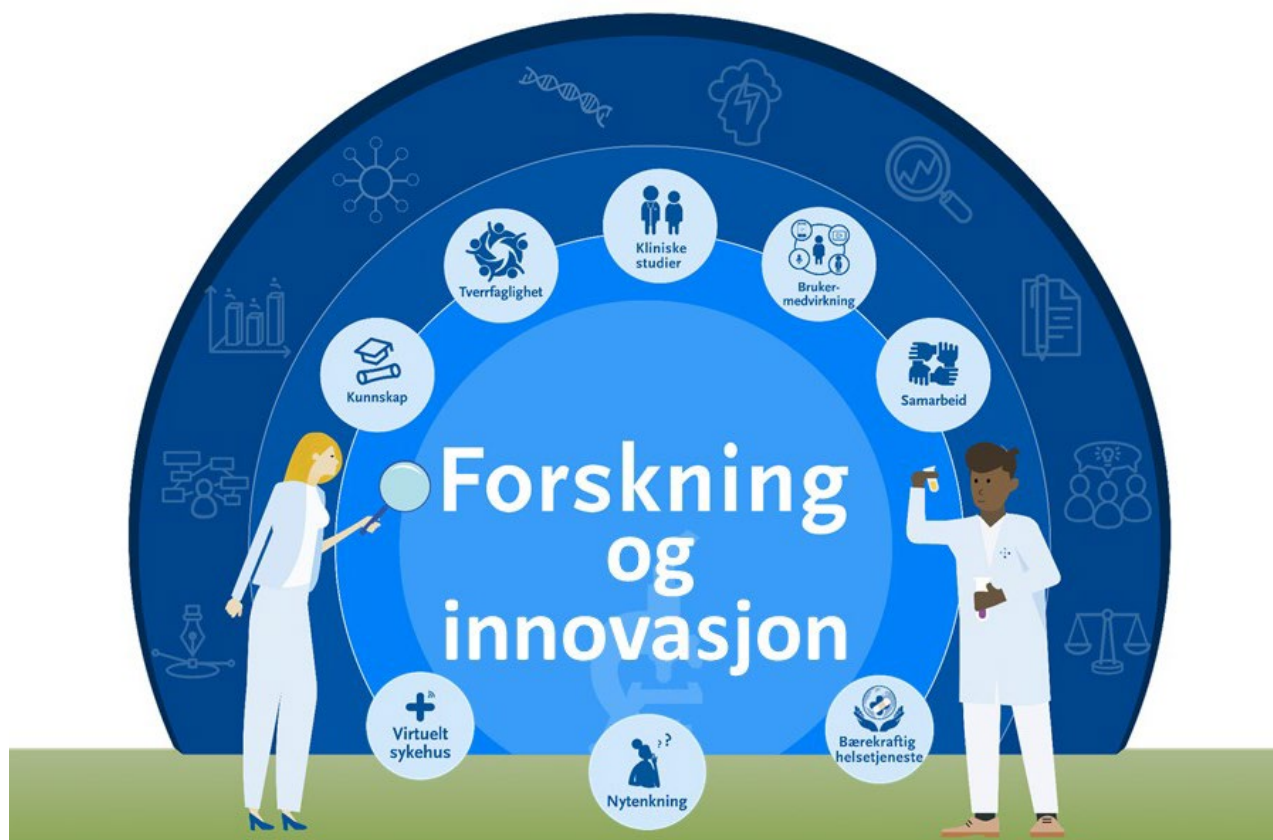 Kliniske
studier
Tverrfaglighet
Bruker-
medvirkning
Kunnskap
Samarbeid
Forskning
og
innovasjon
Virtuelt
sykehus
??
Nytenkning
Bærekraftig
helsetjeneste